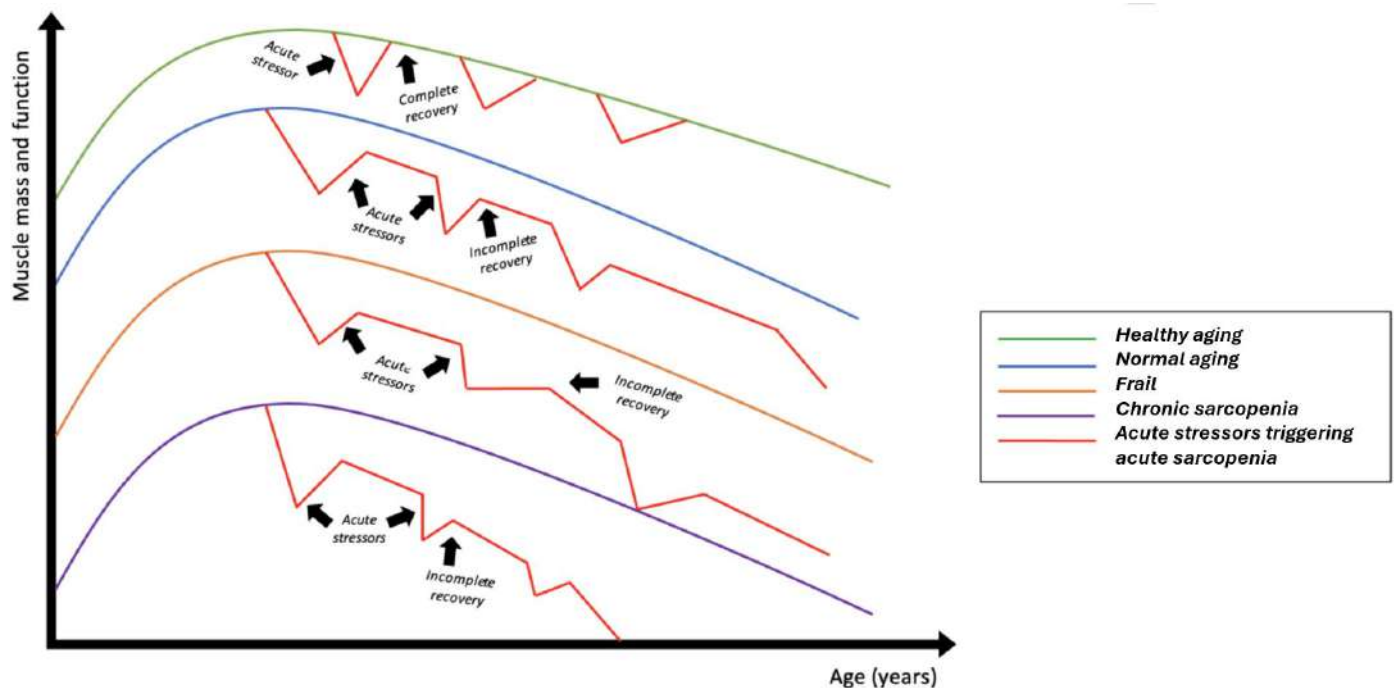 Muscle mass and function
Acute
stressor
Complete
recovery
Acute
stressors
Incomplete
recovery
Acute
stressors
Incomplete
recovery
Acute
stressors
Incomplete
recovery
Age (years)
Healthy aging
Normal aging
Frail
Chronic sarcopenia
Acute stressors triggering
acute sarcopenia